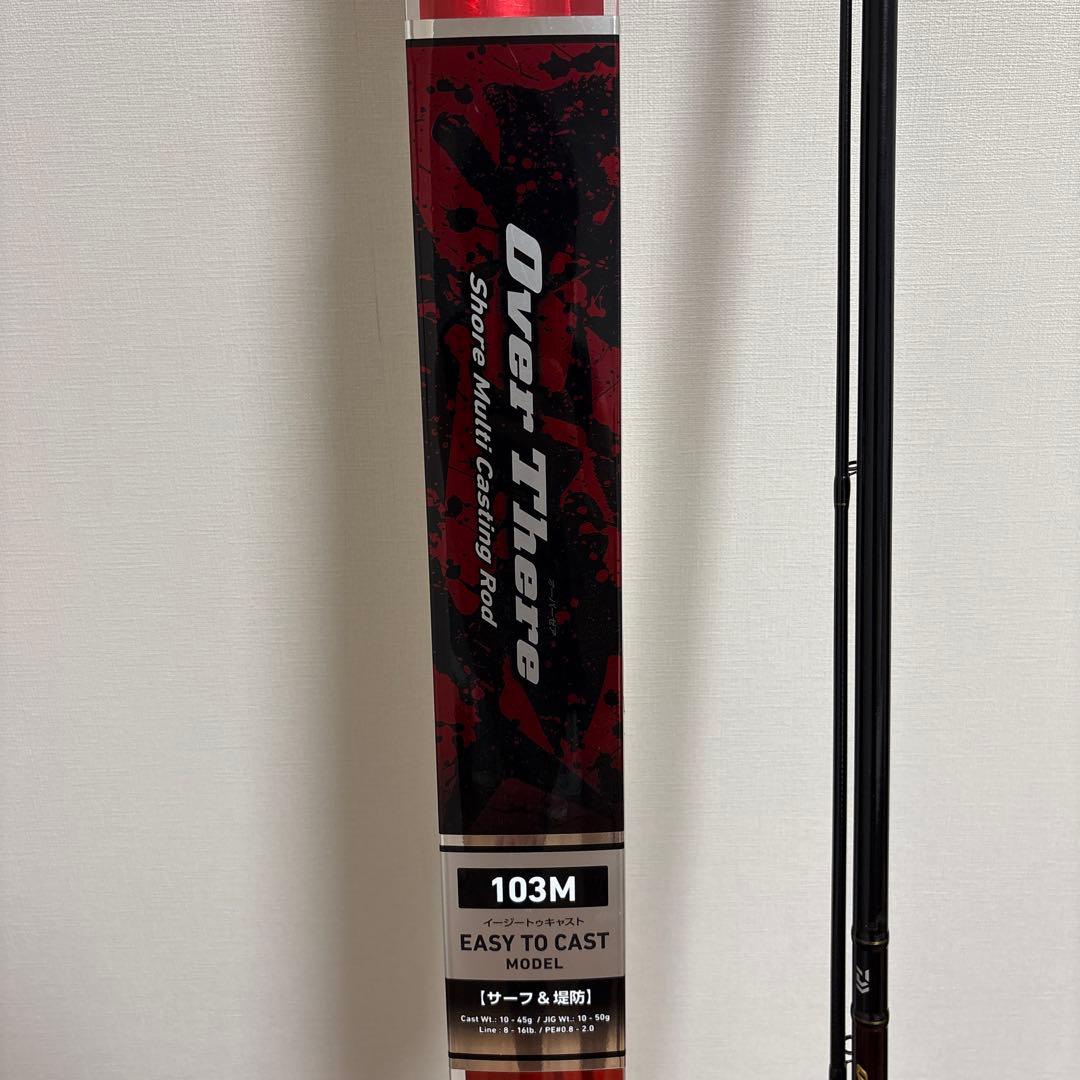 Over There
オーバーゼア
Shore Multi Casting Rod
103M
イージートゥキャスト
EASY TO CAST
MODEL
【サーフ & 堤防】
Cast Wt.: 10 - 45g / JIG Wt.: 10 - 50g
Line : 8 - 16lb. / PE#0.8 - 2.0